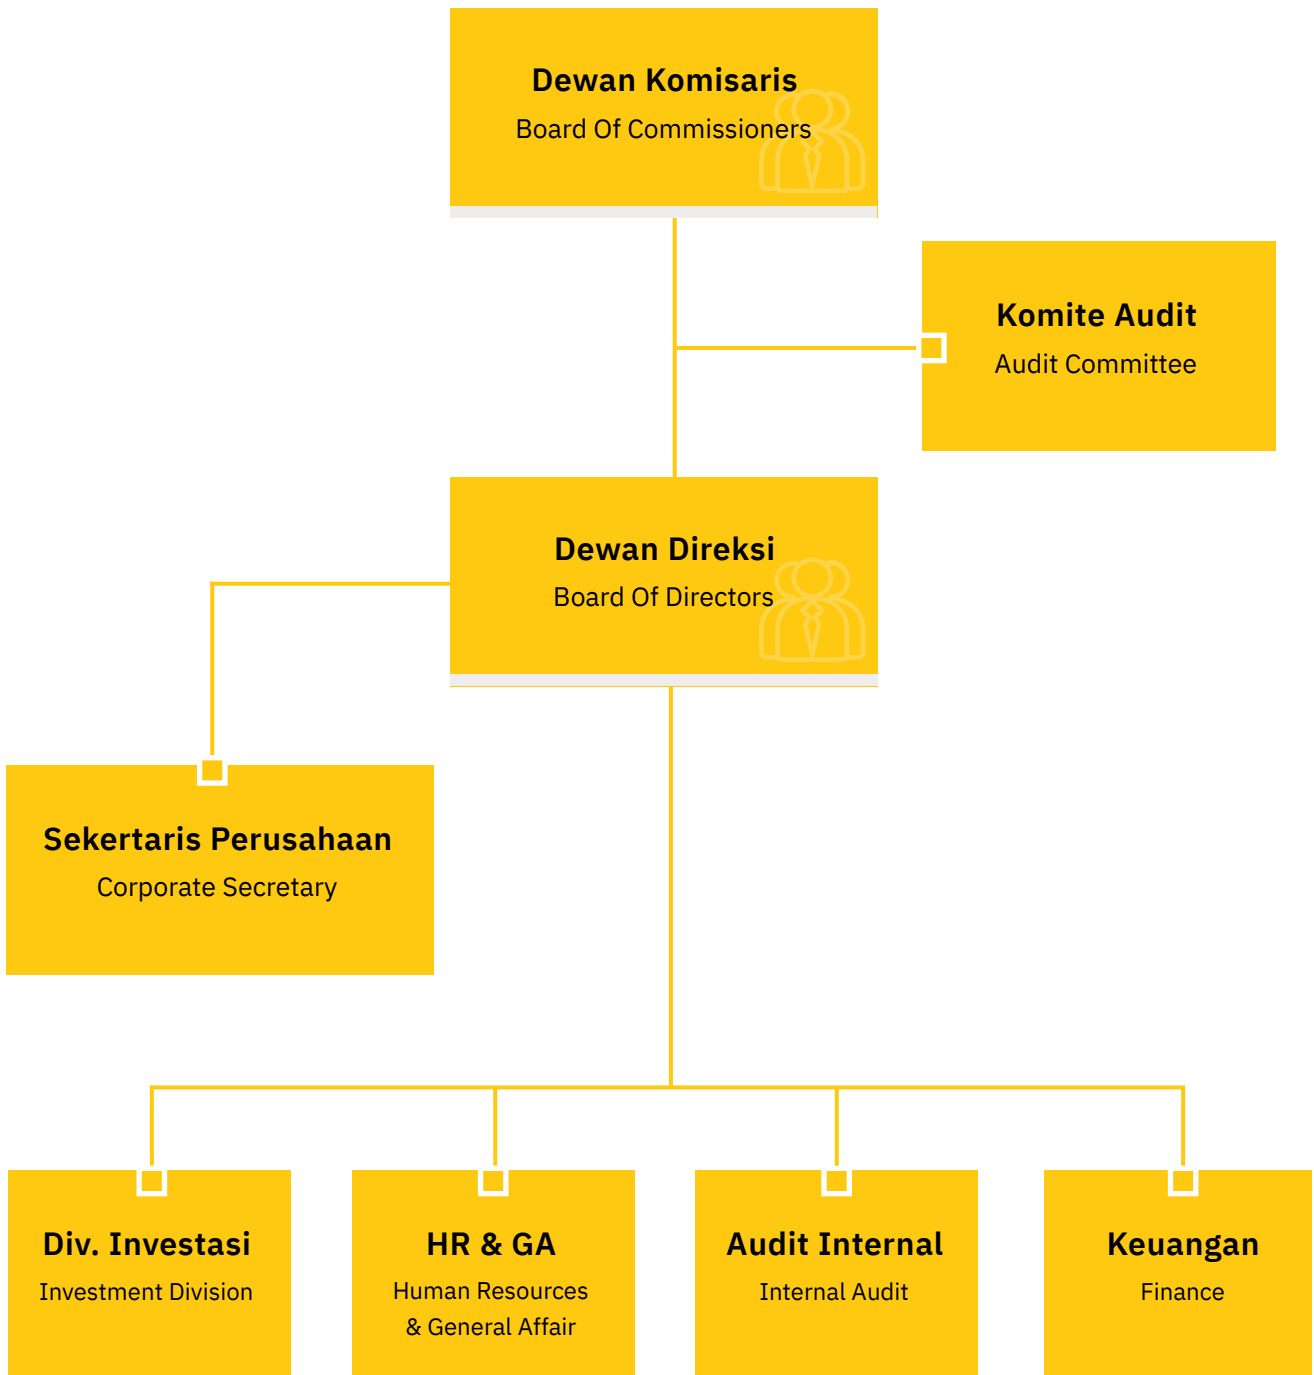 Dewan Komisaris
Board Of Commissioners
Komite Audit
Audit Committee
Dewan Direksi
Board Of Directors
Sekertaris Perusahaan
Corporate Secretary
Div. Investasi
Investment Division
HR & GA
Human Resources
& General Affair
Audit Internal
Internal Audit
Keuangan
Finance